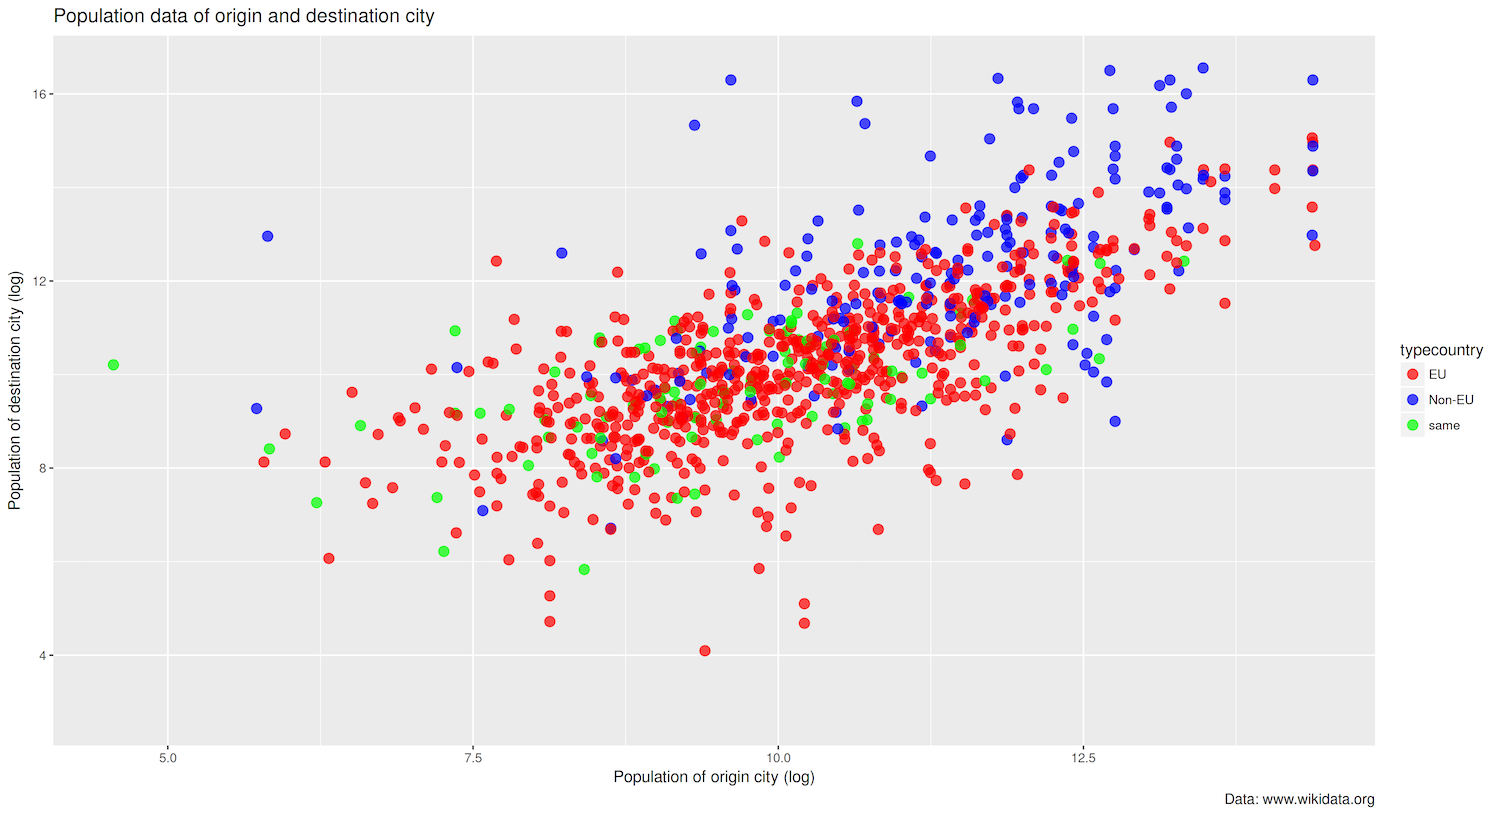 Population data of origin and destination city
Population of destination city (log)
16
12
8
4
5.0
7.5
10.0
12.5
Population of origin city (log)
typecountry
EU
Non-EU
same
Data: www.wikidata.org